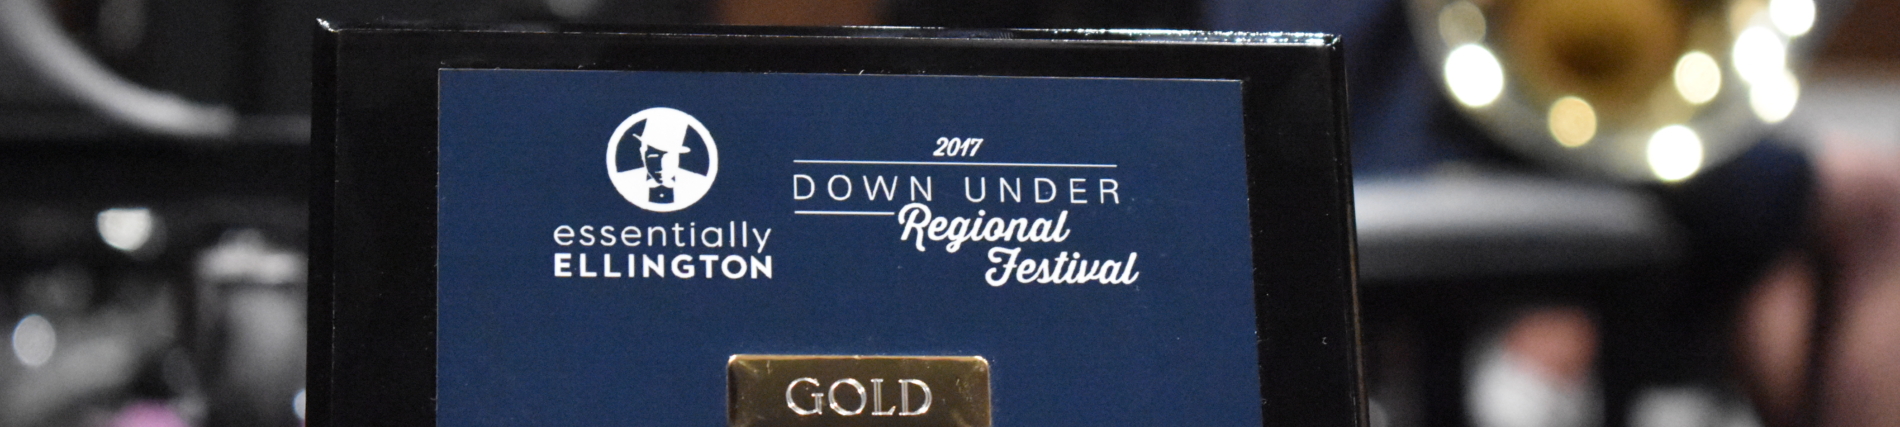 essentially
ELLINGTON
2017
DOWN UNDER
Regional
Festival
GOLD